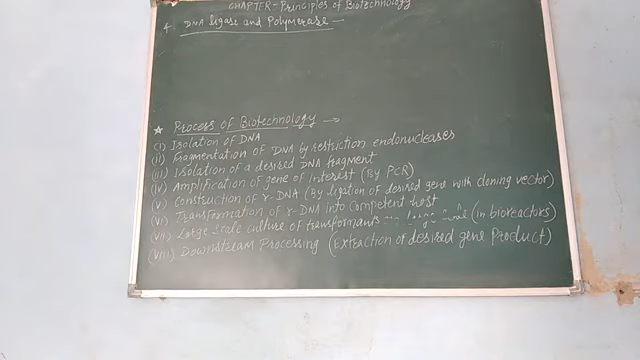 CHAPTER-Principles of Biotechnology
4. DNA ligase and Polymerase -
★ Process of Biotechnology →
(i) Isolation of DNA
(ii) Fragmentation of DNA by restriction endonucleases
(iii) Isolation of a desired DNA fragment
(iv) Amplification of gene of interest (By PCR)
(v) Construction of r-DNA (By ligation of desired gene with cloning vector)
(vi) Transformation of r-DNA into Competent host
(vii) Large Scale culture of transformants (in bioreactors)
(viii) Downstream Processing (Extraction of desired gene Product)